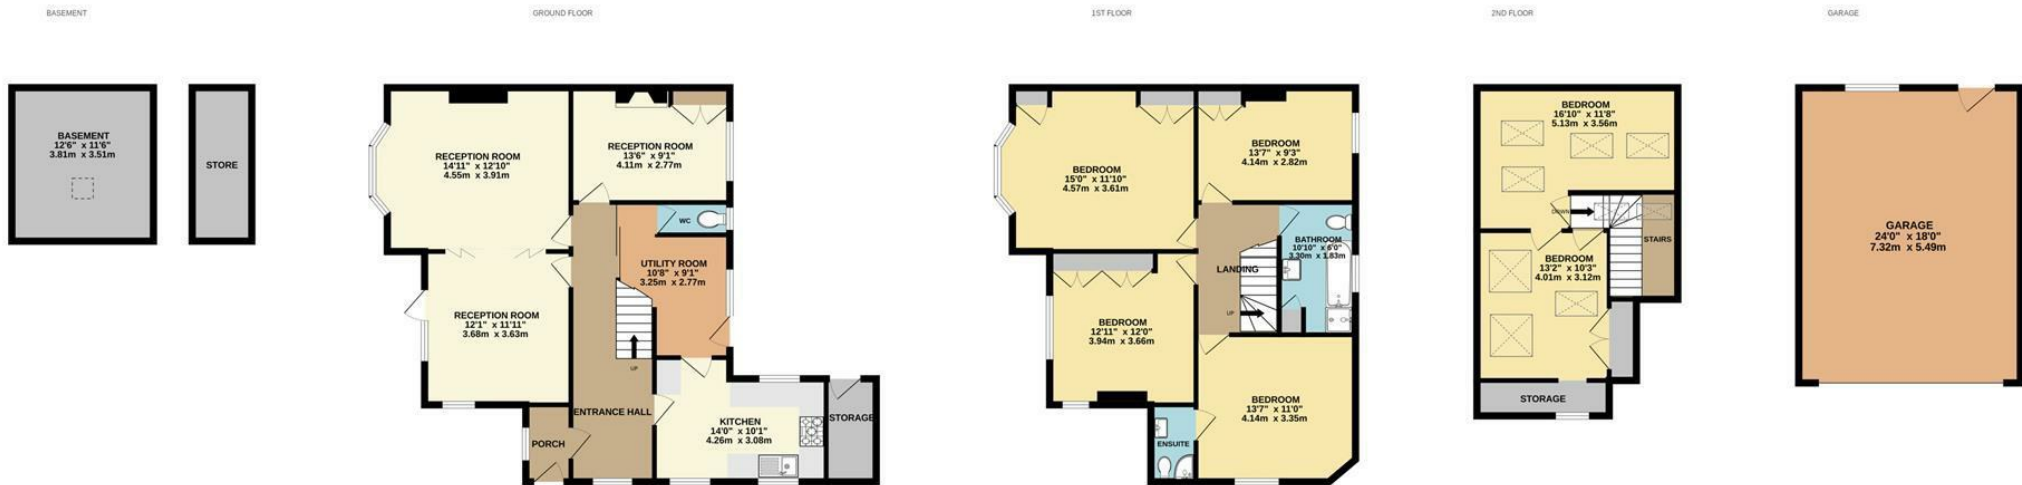 BASEMENT
GROUND FLOOR
1ST FLOOR
2ND FLOOR
GARAGE
BASEMENT
12'6" x 11'6"
3.81m x 3.51m
STORE
RECEPTION ROOM
14'11" x 12'10"
4.55m x 3.91m
RECEPTION ROOM
13'6" x 9'1"
4.11m x 2.77m
WC
UTILITY ROOM
10'8" x 9'1"
3.25m x 2.77m
RECEPTION ROOM
12'1" x 11'11"
3.68m x 3.63m
UP
ENTRANCE HALL
PORCH
KITCHEN
14'0" x 10'1"
4.26m x 3.08m
STORAGE
BEDROOM
15'0" x 11'10"
4.57m x 3.61m
BEDROOM
13'7" x 9'3"
4.14m x 2.82m
BATHROOM
10'10" x 6'0"
3.30m x 1.83m
LANDING
UP
BEDROOM
12'11" x 12'0"
3.94m x 3.66m
BEDROOM
13'7" x 11'0"
4.14m x 3.35m
ENSUITE
BEDROOM
16'10" x 11'8"
5.13m x 3.56m
DOWN
STAIRS
BEDROOM
13'2" x 10'3"
4.01m x 3.12m
STORAGE
GARAGE
24'0" x 18'0"
7.32m x 5.49m